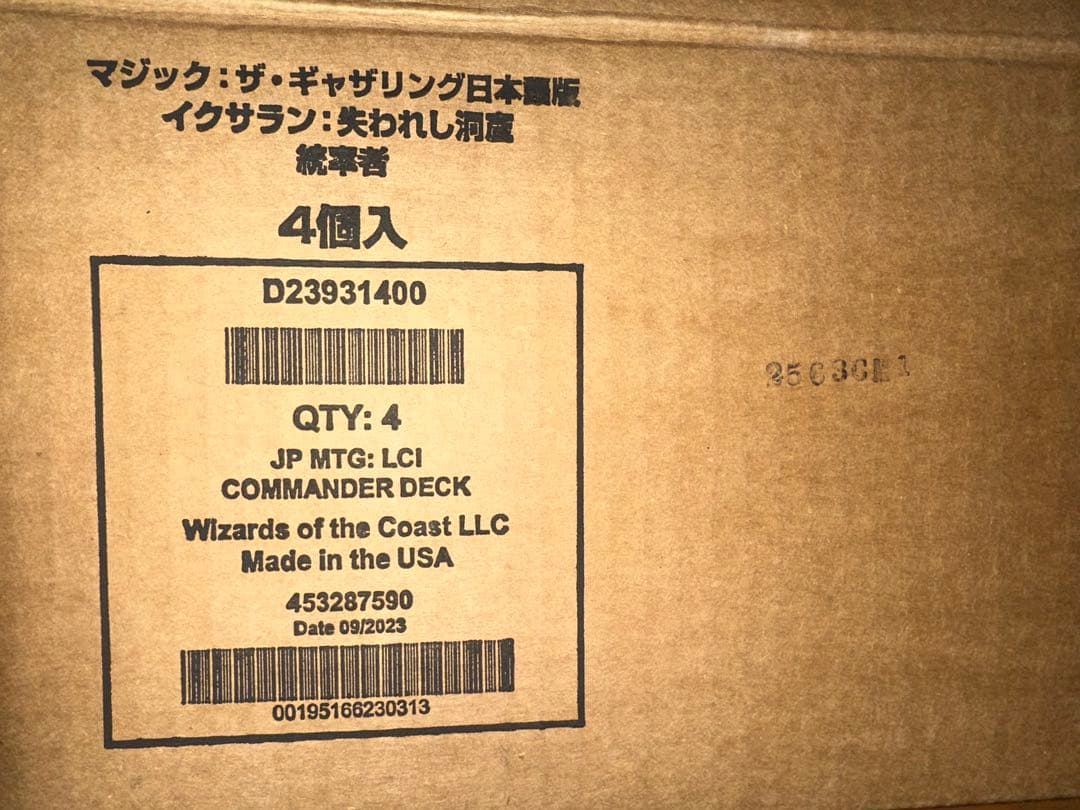 マジック:ザ・ギャザリング日本語版
イクサラン:失われし洞窟
統率者
4個入
D23931400
QTY: 4
JP MTG: LCI
COMMANDER DECK
Wizards of the Coast LLC
Made in the USA
453287590
Date 09/2023
00195166230313